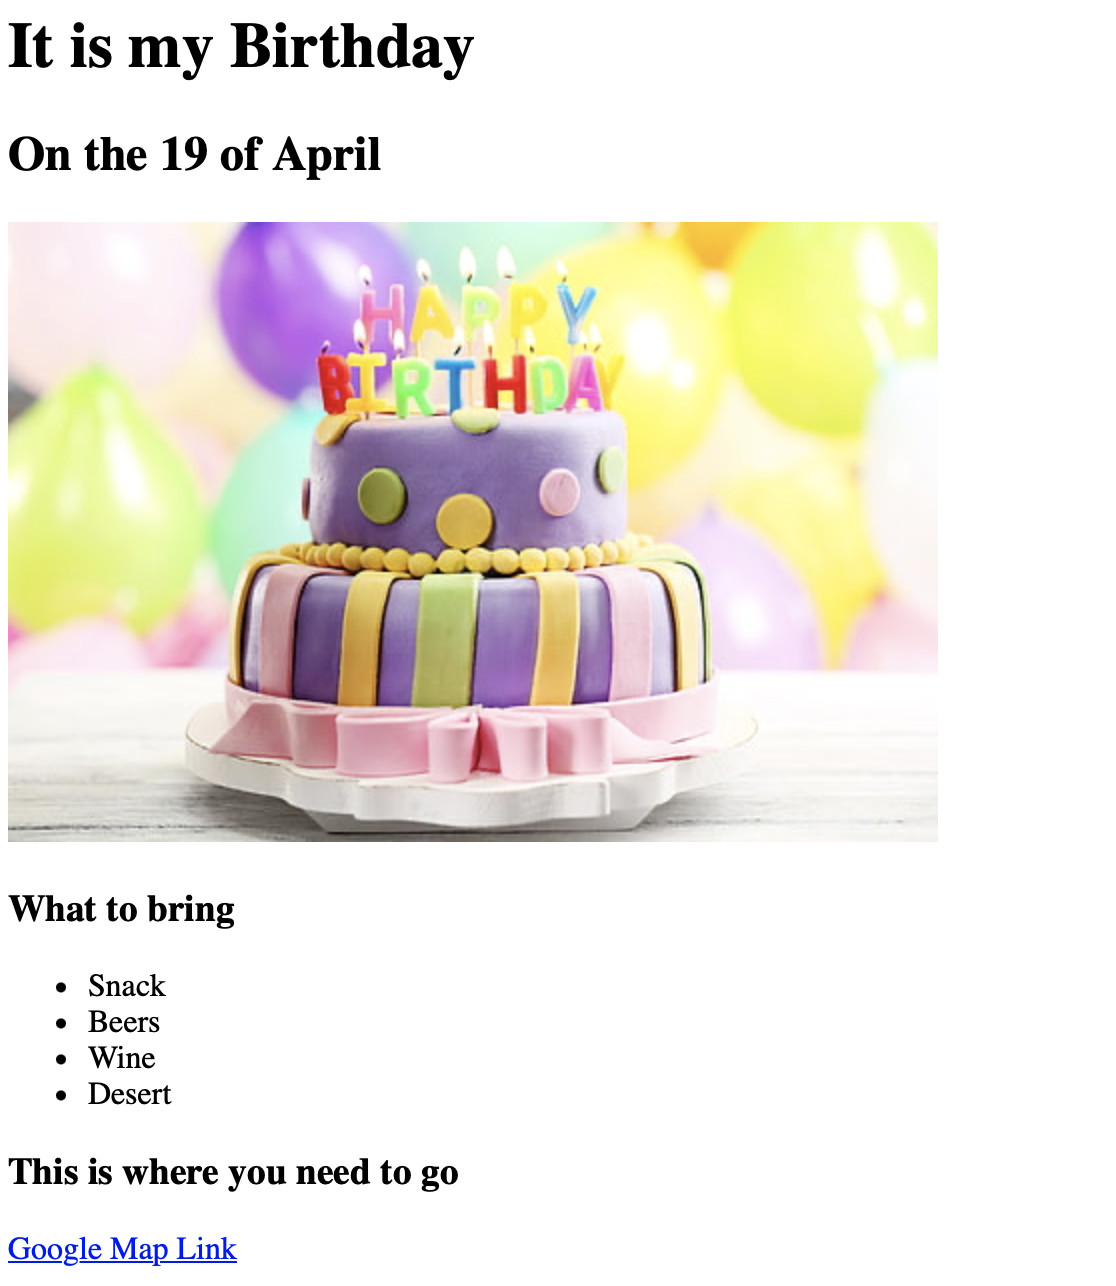 It is my Birthday
On the 19 of April
HAPPY
BIRTHDAY
What to bring
Snack
Beers
Wine
Desert
This is where you need to go
Google Map Link